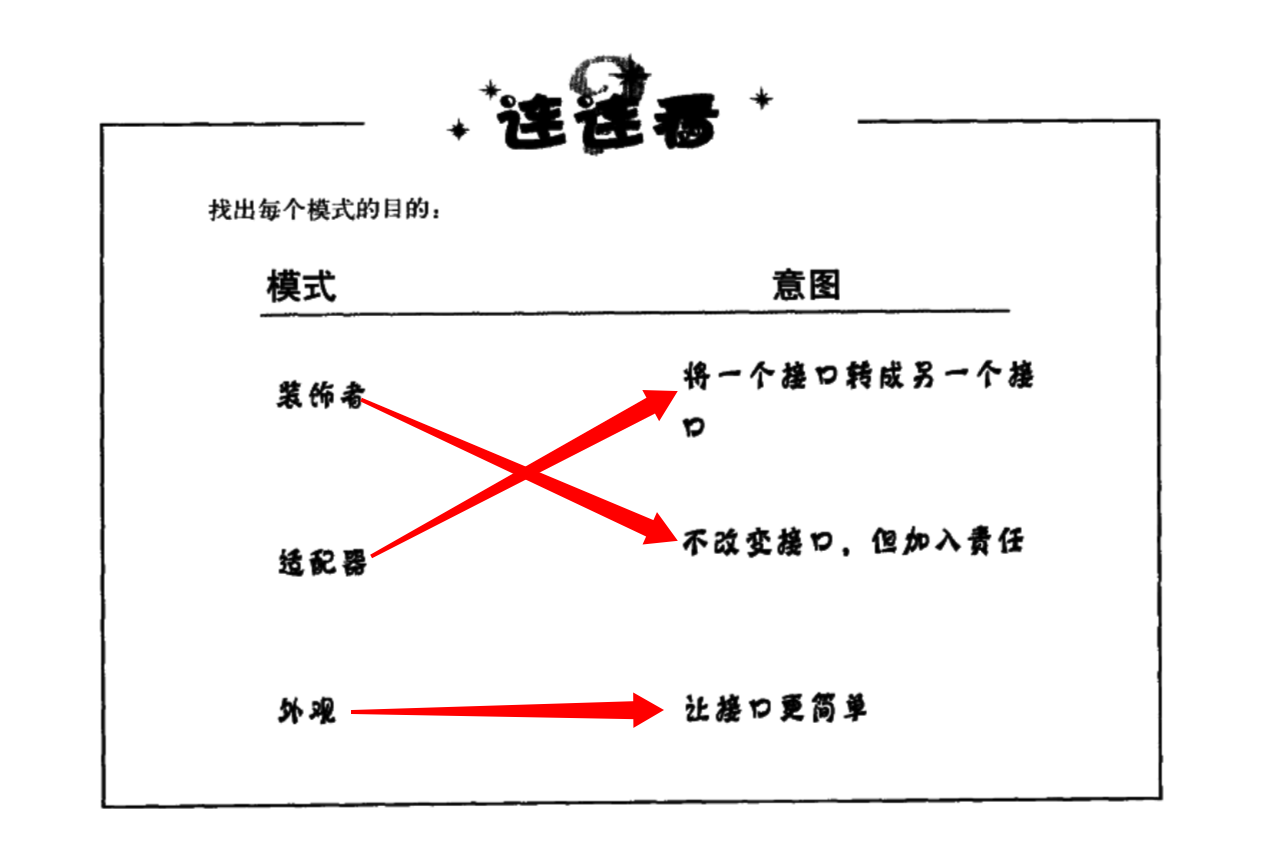 连连看
找出每个模式的目的：
模式 意图
装饰者 将一个接口转成另一个接
口
适配器 不改变接口，但加入责任
外观 让接口更简单